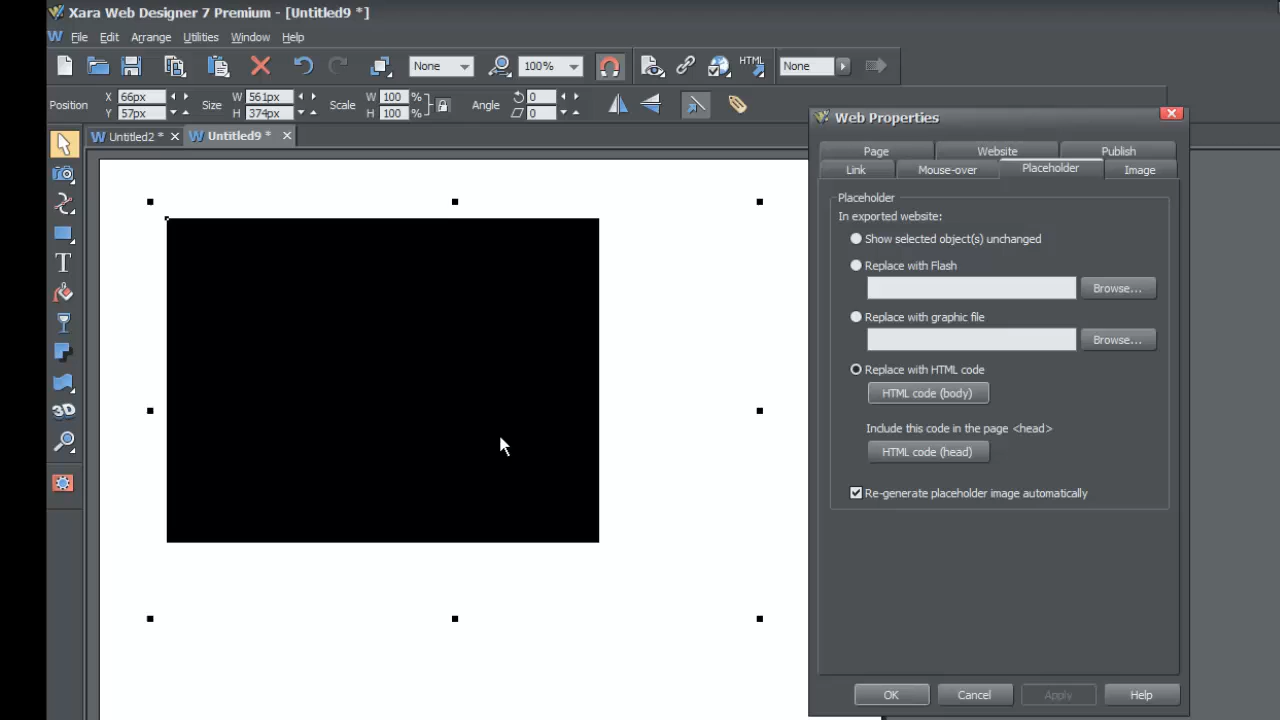 Xara Web Designer 7 Premium - [Untitled9 *]
File Edit Arrange Utilities Window Help
None 100% HTML None
Position X 66px Y 57px Size W 561px H 374px Scale W 100 % H 100 % Angle 0 0
Untitled2 * Untitled9 *
Web Properties
Page Website Publish
Link Mouse-over Placeholder Image
Placeholder
In exported website:
Show selected object(s) unchanged
Replace with Flash
Browse...
Replace with graphic file
Browse...
Replace with HTML code
HTML code (body)
Include this code in the page <head>
HTML code (head)
Re-generate placeholder image automatically
OK Cancel Apply Help
T
3D